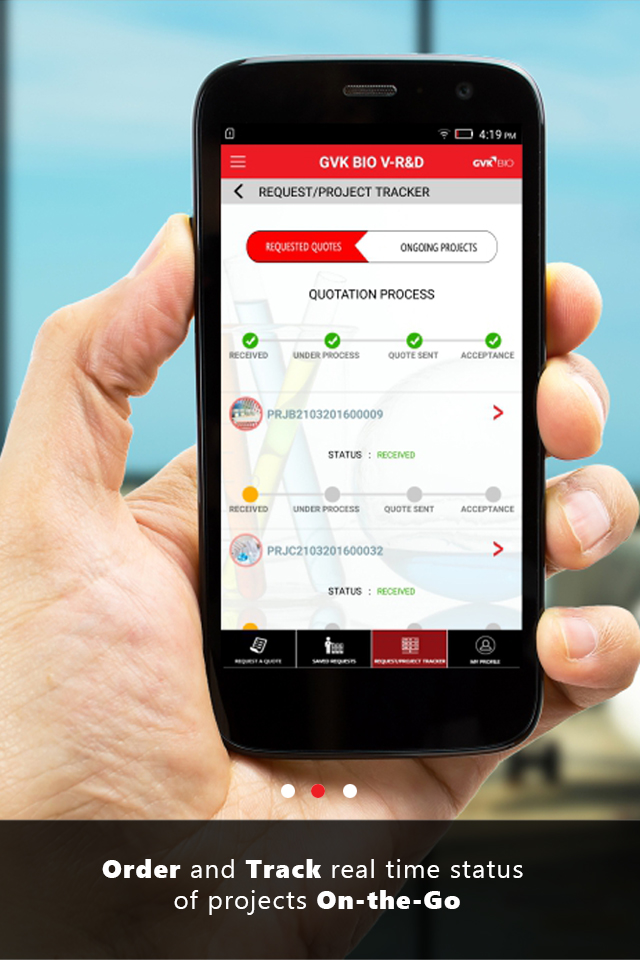 4:19 PM
GVK BIO V-R&D
GVK BIO
REQUEST/PROJECT TRACKER
REQUESTED QUOTES
ONGOING PROJECTS
QUOTATION PROCESS
RECEIVED UNDER PROCESS QUOTE SENT ACCEPTANCE
PRJB2103201600009
STATUS : RECEIVED
RECEIVED UNDER PROCESS QUOTE SENT ACCEPTANCE
PRJC2103201600032
STATUS : RECEIVED
REQUEST A QUOTE SAVED REQUESTS REQUEST/PROJECT TRACKER MY PROFILE
Order and Track real time status
of projects On-the-Go